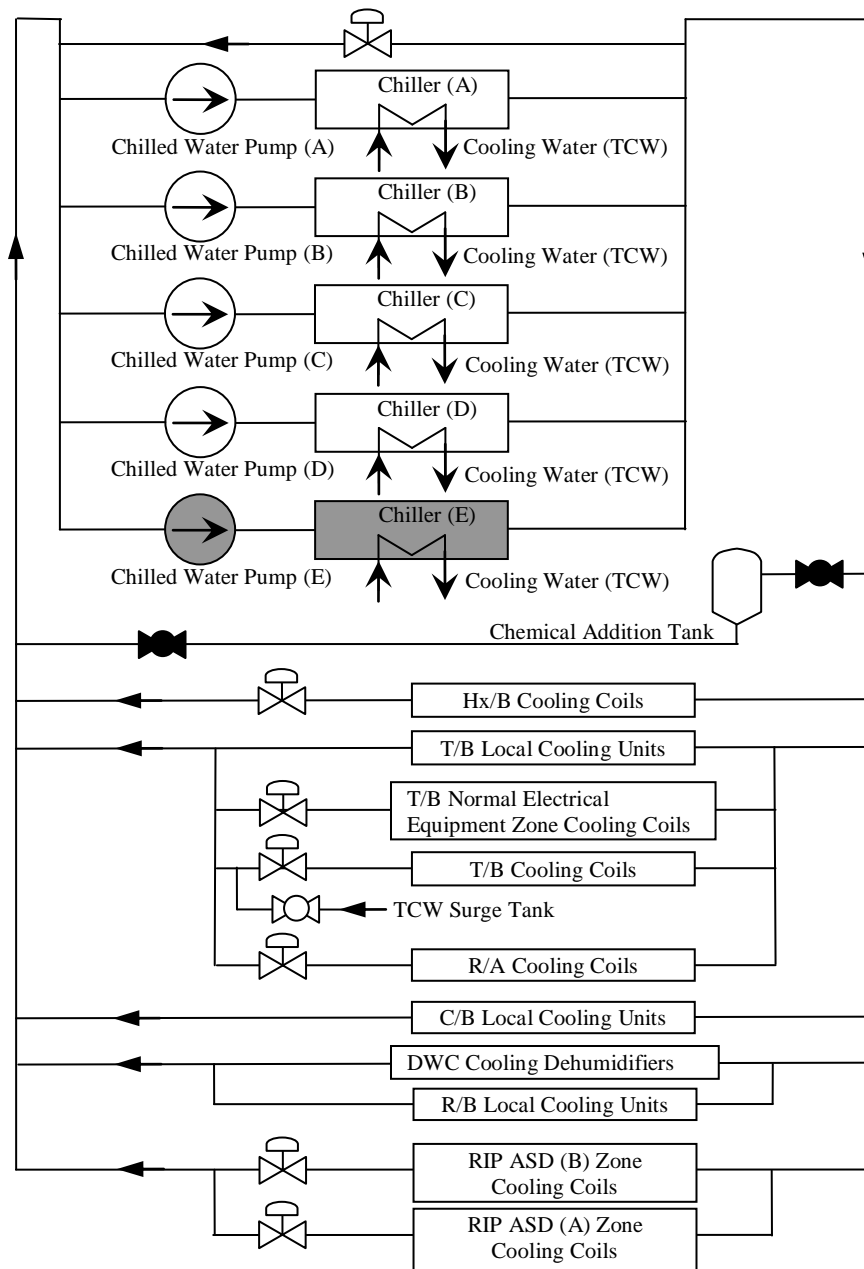 Chiller (A)
Chilled Water Pump (A)
Cooling Water (TCW)
Chiller (B)
Chilled Water Pump (B)
Cooling Water (TCW)
Chiller (C)
Chilled Water Pump (C)
Cooling Water (TCW)
Chiller (D)
Chilled Water Pump (D)
Cooling Water (TCW)
Chiller (E)
Chilled Water Pump (E)
Cooling Water (TCW)
Chemical Addition Tank
Hx/B Cooling Coils
T/B Local Cooling Units
T/B Normal Electrical
Equipment Zone Cooling Coils
T/B Cooling Coils
TCW Surge Tank
R/A Cooling Coils
C/B Local Cooling Units
DWC Cooling Dehumidifiers
R/B Local Cooling Units
RIP ASD (B) Zone
Cooling Coils
RIP ASD (A) Zone
Cooling Coils